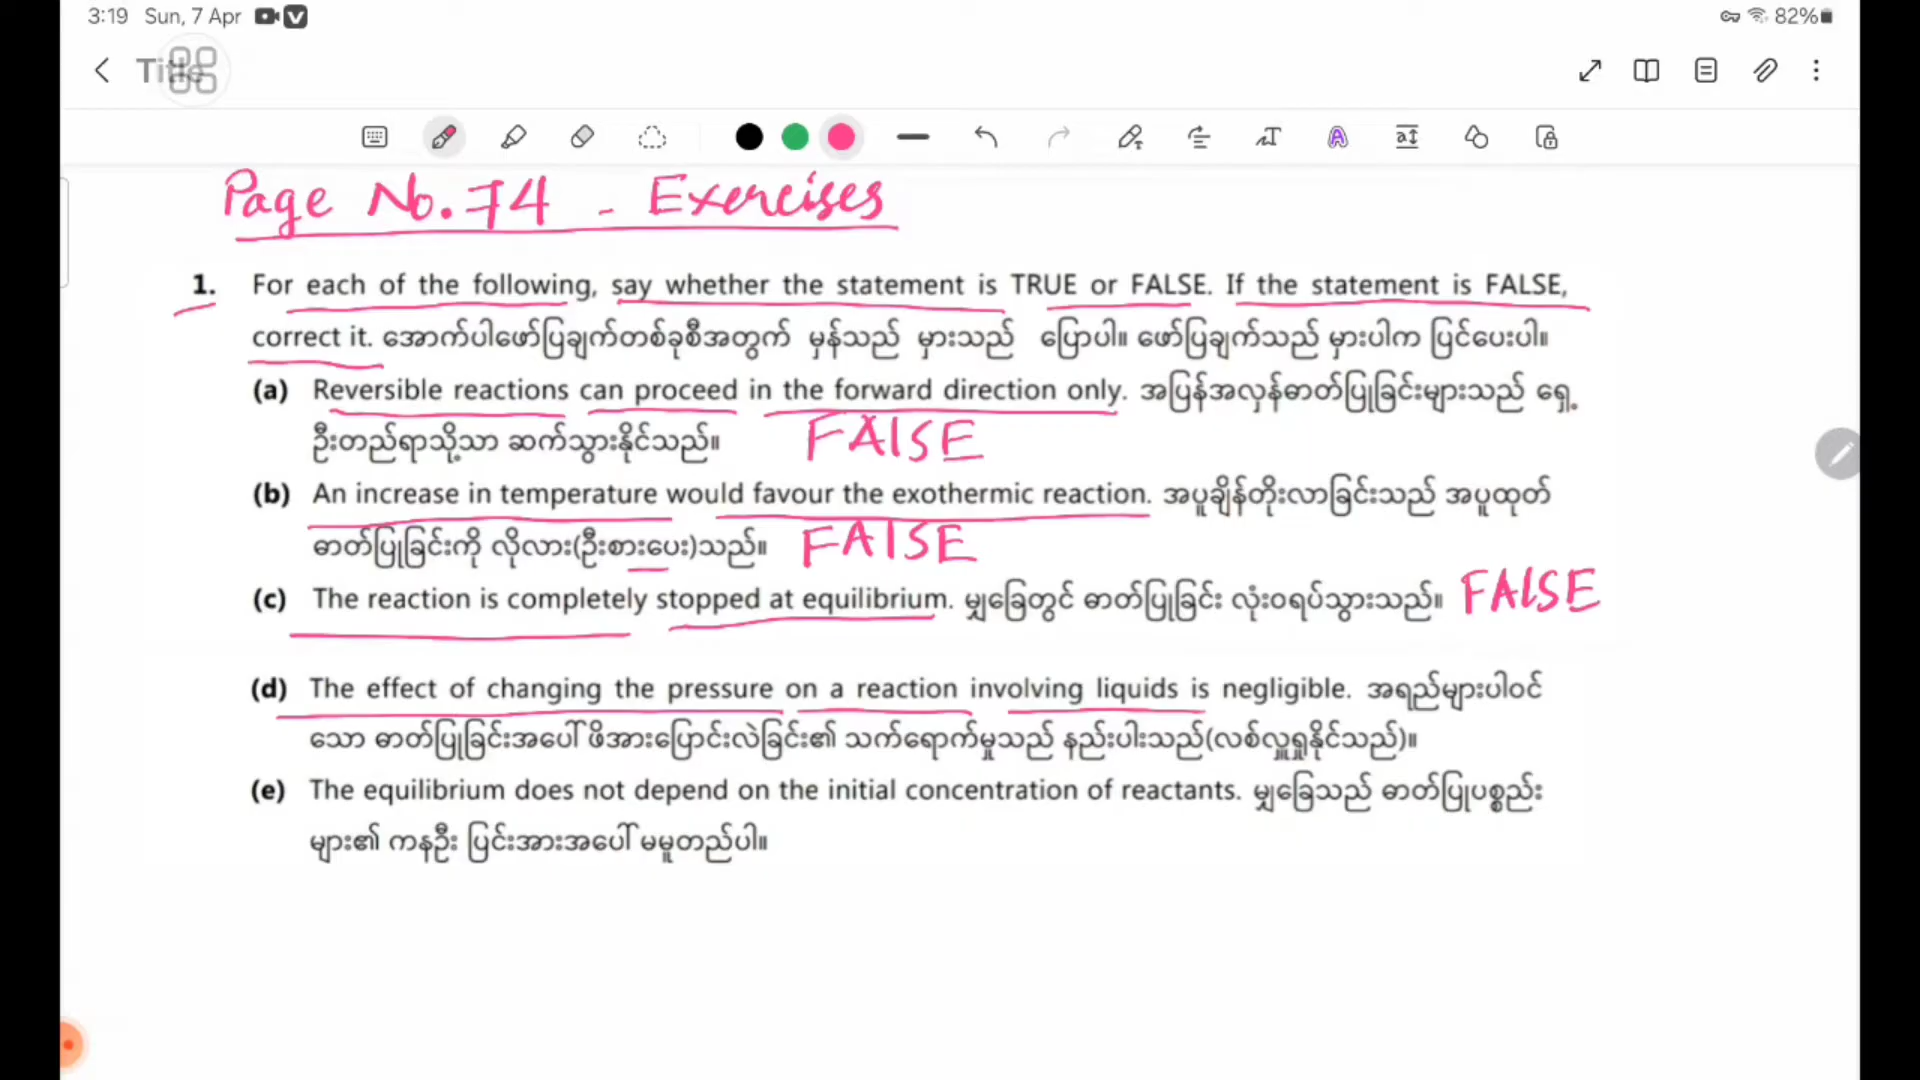 3:19 Sun, 7 Apr
82%
Title
Page No. 74 - Exercises
1. For each of the following, say whether the statement is TRUE or FALSE. If the statement is FALSE,
correct it. အောက်ပါဖော်ပြချက်တစ်ခုစီအတွက် မှန်သည် မှားသည် ပြောပါ။ ဖော်ပြချက်သည် မှားပါက ပြင်ပေးပါ။
(a) Reversible reactions can proceed in the forward direction only. အပြန်အလှန်ဓာတ်ပြုခြင်းများသည် ရှေ့
ဦးတည်ရာသို့သာ ဆက်သွားနိုင်သည်။ FALSE
(b) An increase in temperature would favour the exothermic reaction. အပူချိန်တိုးလာခြင်းသည် အပူထုတ်
ဓာတ်ပြုခြင်းကို လိုလား(ဦးစားပေး)သည်။ FALSE
(c) The reaction is completely stopped at equilibrium. မျှခြေတွင် ဓာတ်ပြုခြင်း လုံးဝရပ်သွားသည်။ FALSE
(d) The effect of changing the pressure on a reaction involving liquids is negligible. အရည်များပါဝင်
သော ဓာတ်ပြုခြင်းအပေါ် ဖိအားပြောင်းလဲခြင်း၏ သက်ရောက်မှုသည် နည်းပါးသည်(လစ်လှူရှုနိုင်သည်)။
(e) The equilibrium does not depend on the initial concentration of reactants. မျှခြေသည် ဓာတ်ပြုပစ္စည်း
များ၏ ကနဦး ပြင်းအားအပေါ် မမူတည်ပါ။